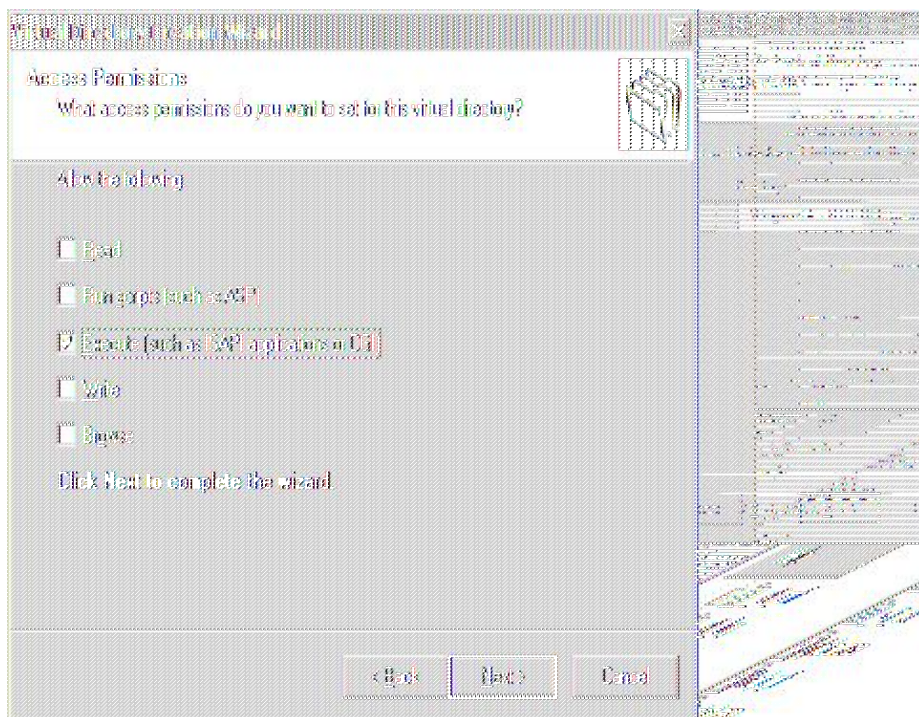 Virtual Directory Creation Wizard
Access Permissions
What access permissions do you want to set for this virtual directory?
Allow the following:
Read
Run scripts (such as ASP)
Execute (such as ISAPI applications or CGI)
Write
Browse
Click Next to complete the wizard.
< Back
Next >
Cancel